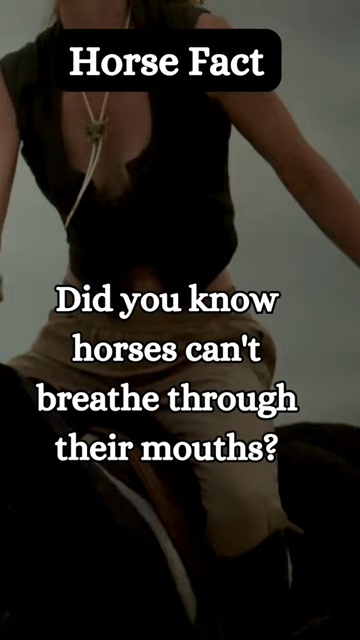 Horse Fact
Did you know
horses can't
breathe through
their mouths?